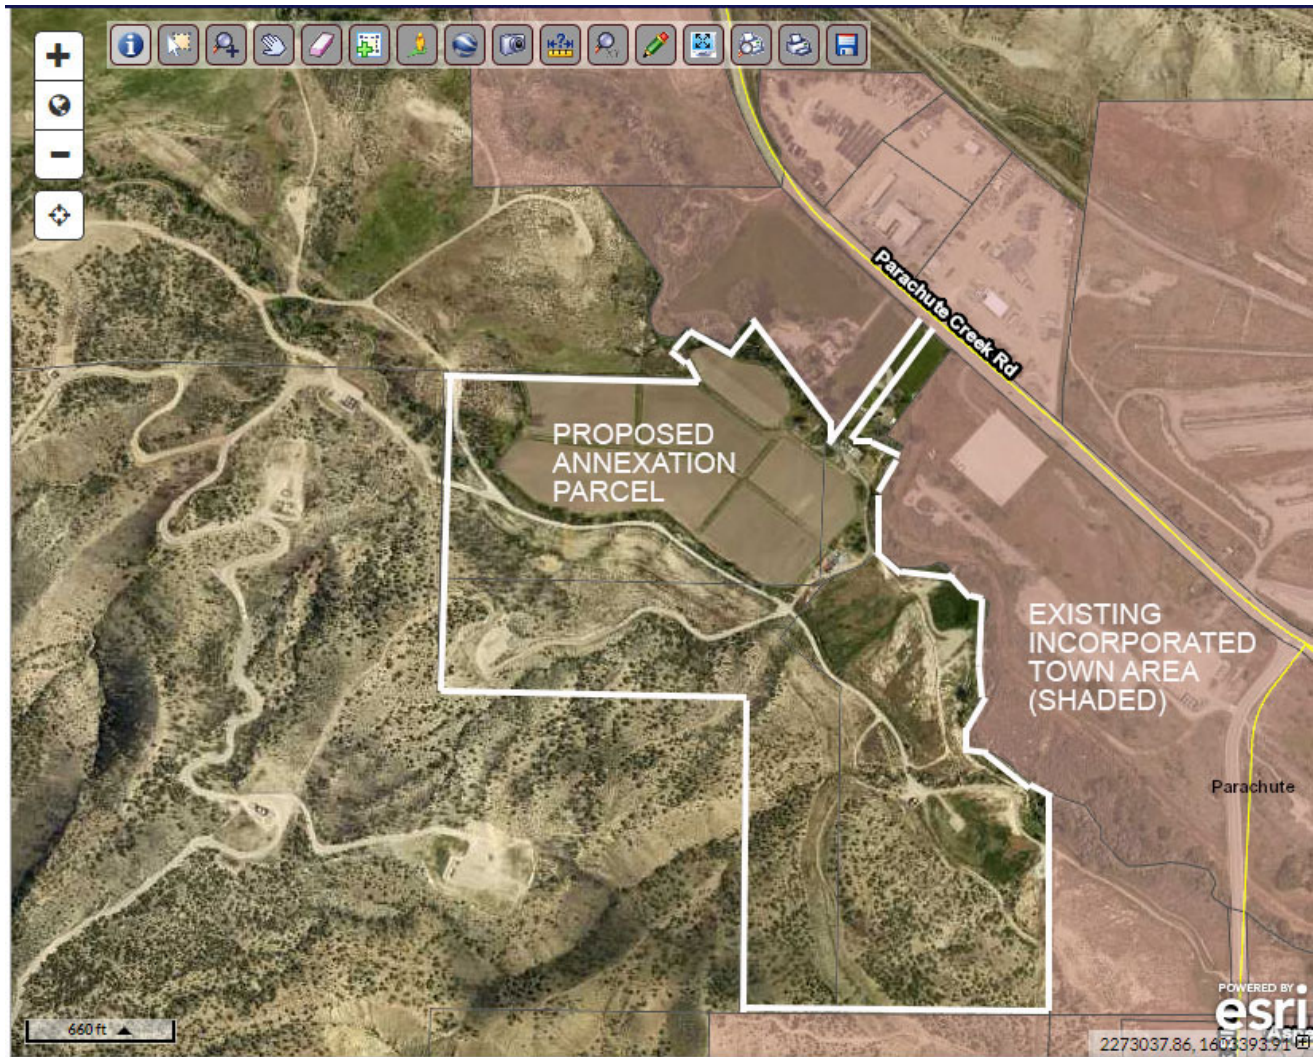 Parachute Creek Rd
PROPOSED
ANNEXATION
PARCEL
EXISTING
INCORPORATED
TOWN AREA
(SHADED)
Parachute
POWERED BY
esri
660 ft
2273037.86, 1603393.91